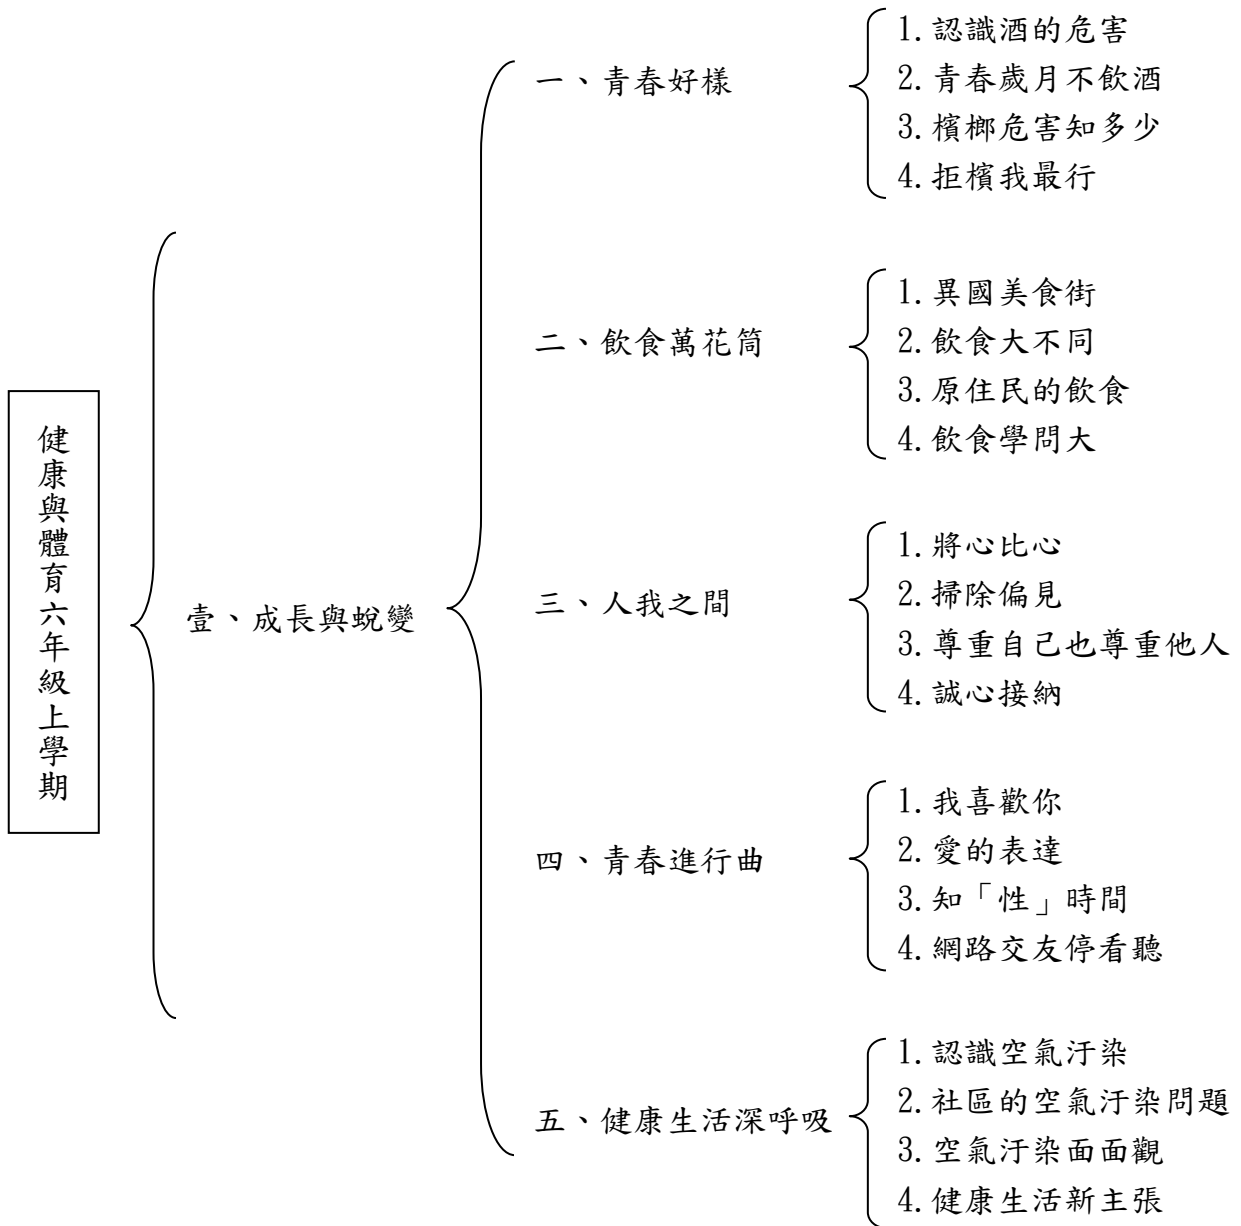 健康與體育六年級上學期
壹、成長與蛻變
一、青春好樣
1.認識酒的危害
2.青春歲月不飲酒
3.檳榔危害知多少
4.拒檳我最行
二、飲食萬花筒
1.異國美食街
2.飲食大不同
3.原住民的飲食
4.飲食學問大
三、人我之間
1.將心比心
2.掃除偏見
3.尊重自己也尊重他人
4.誠心接納
四、青春進行曲
1.我喜歡你
2.愛的表達
3.知「性」時間
4.網路交友停看聽
五、健康生活深呼吸
1.認識空氣汙染
2.社區的空氣汙染問題
3.空氣汙染面面觀
4.健康生活新主張